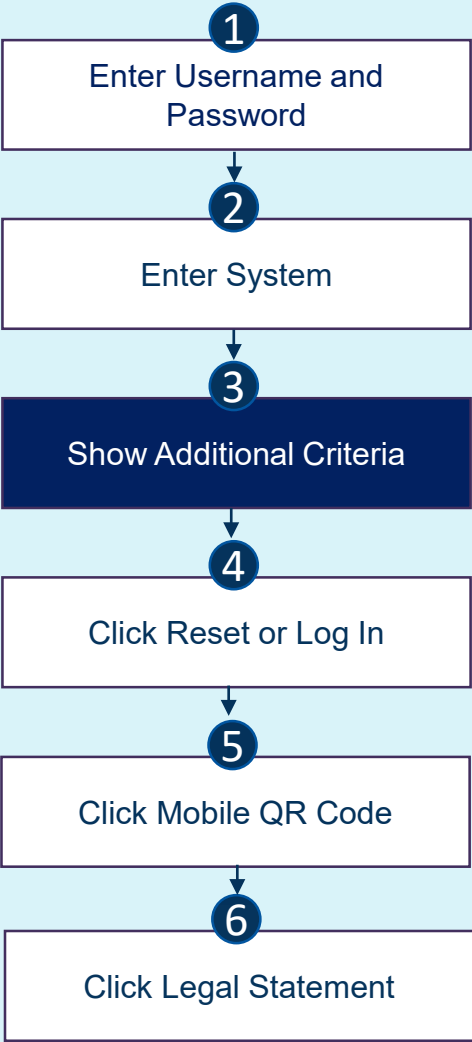 1
Enter Username and
Password
2
Enter System
3
Show Additional Criteria
4
Click Reset or Log In
5
Click Mobile QR Code
6
Click Legal Statement